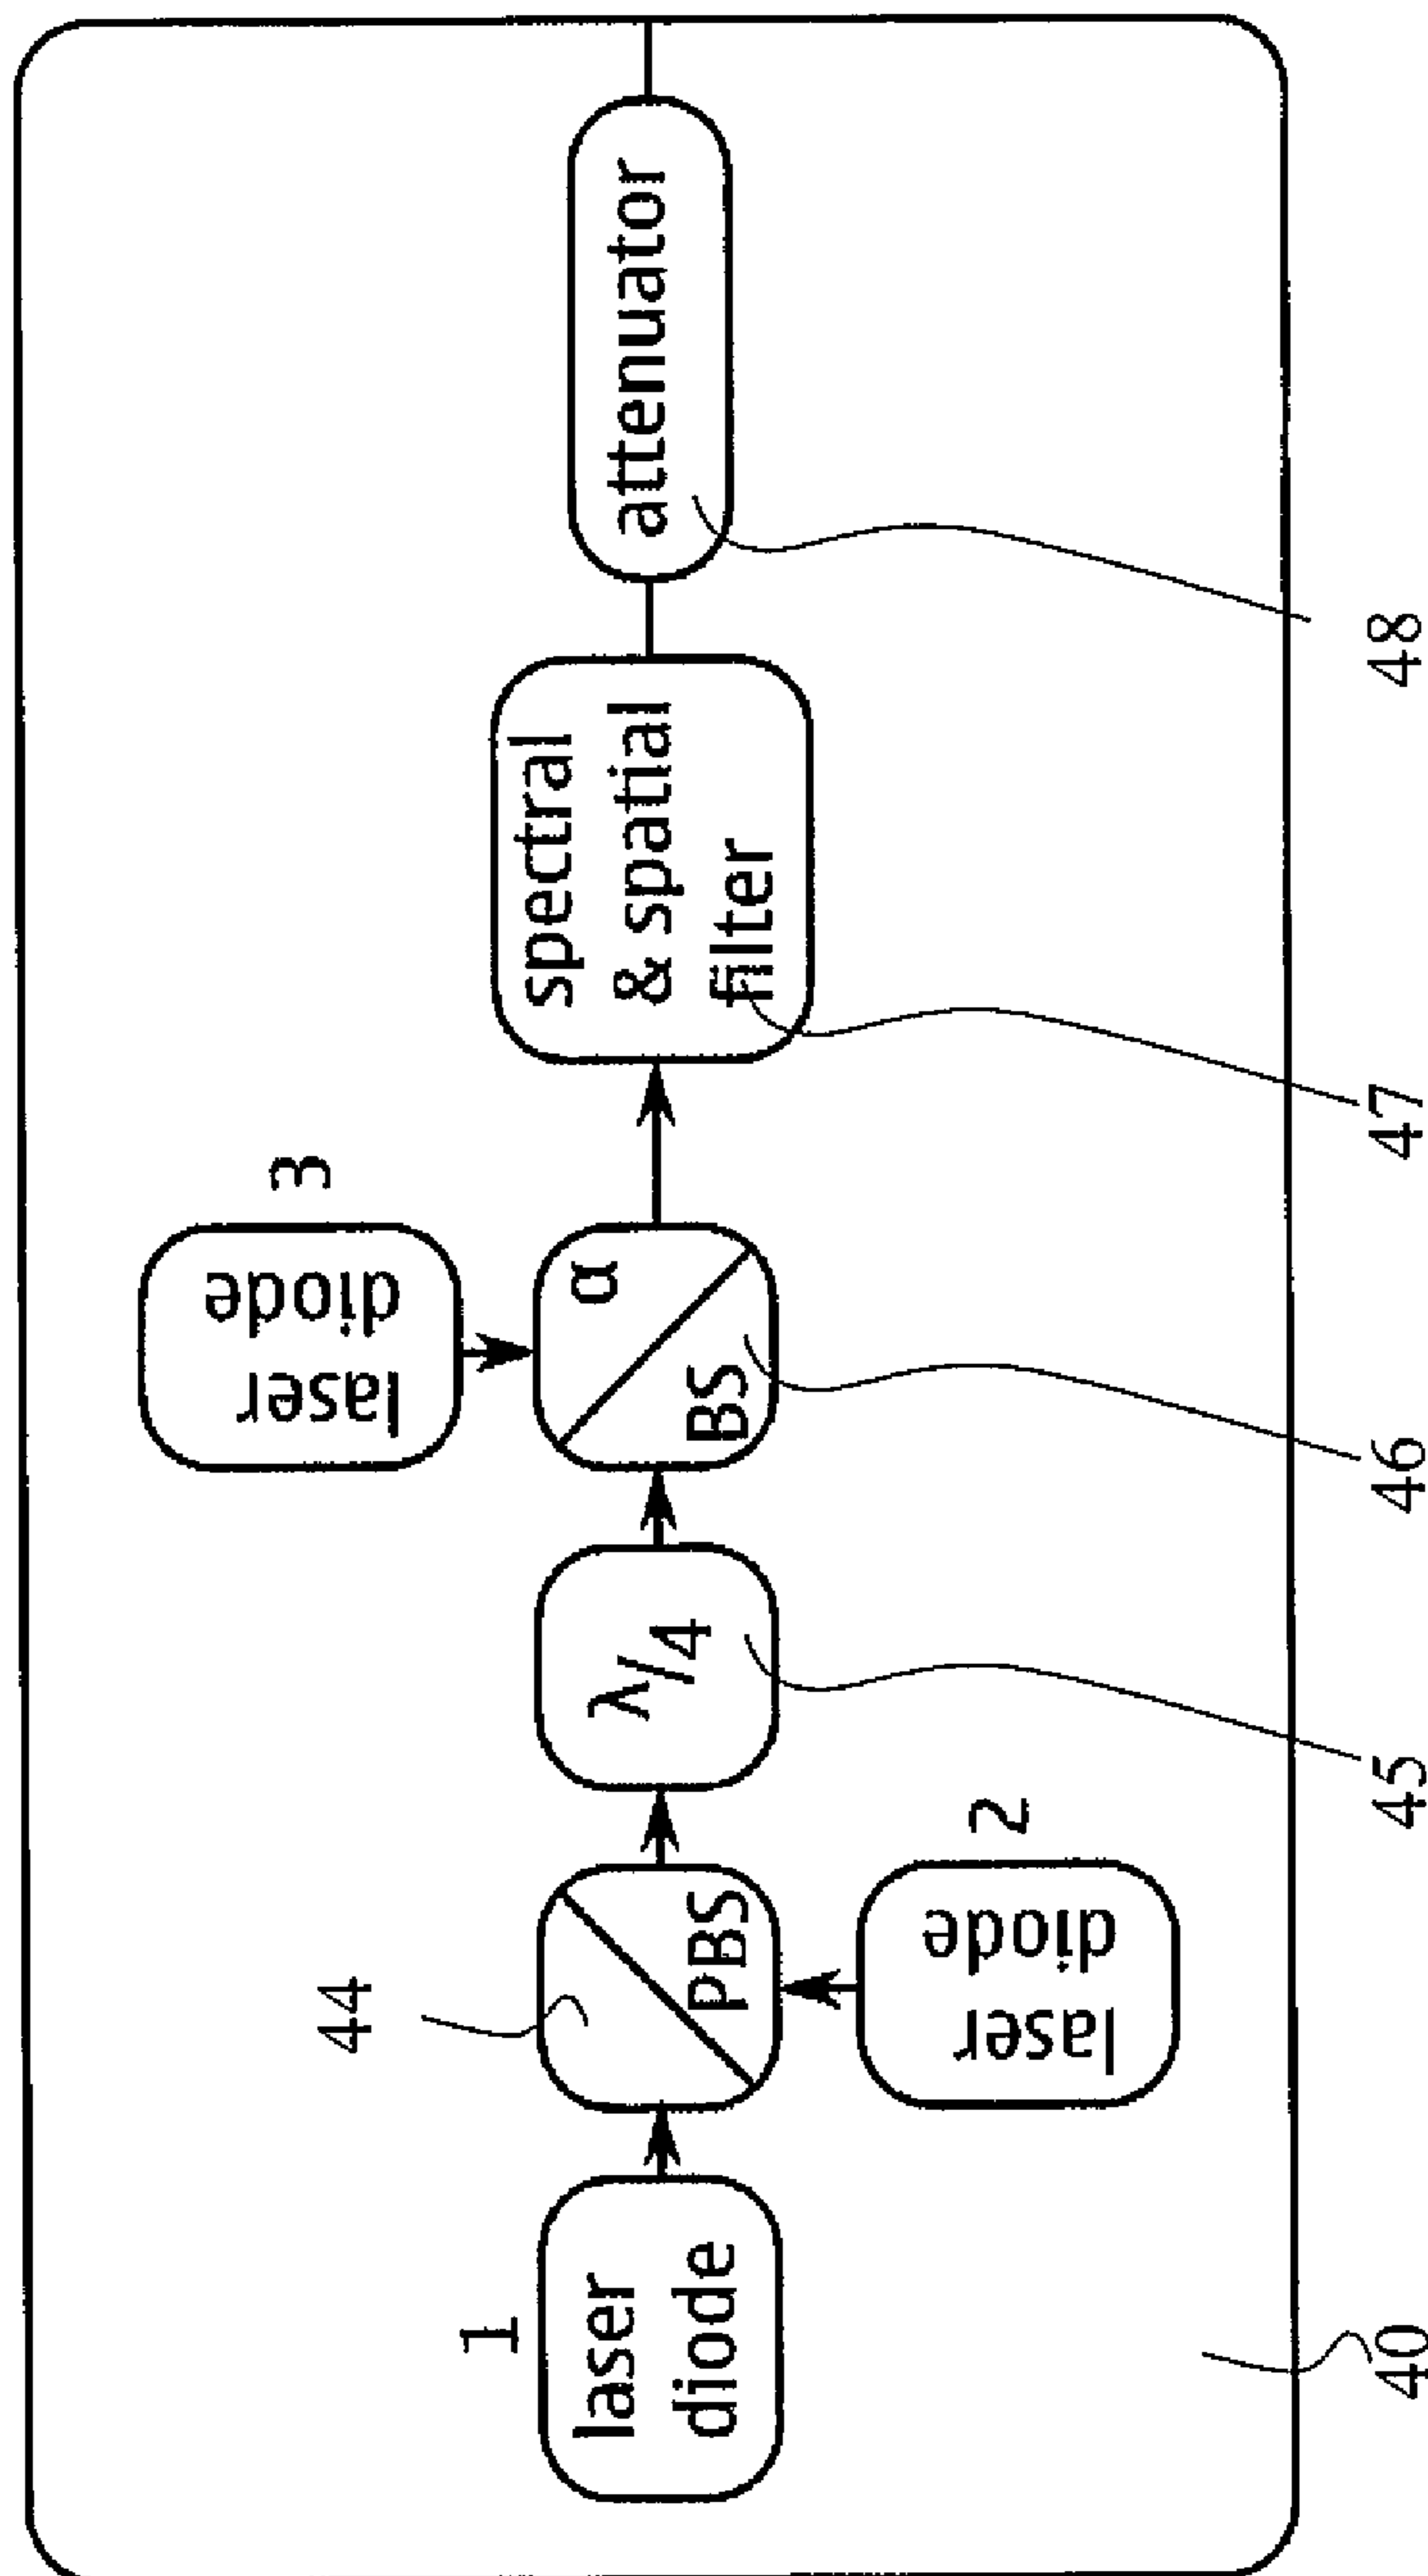 1
laser
diode
44
PBS
2
laser
diode
λ/4
45
3
laser
diode
α
BS
46
spectral
& spatial
filter
47
attenuator
48
40